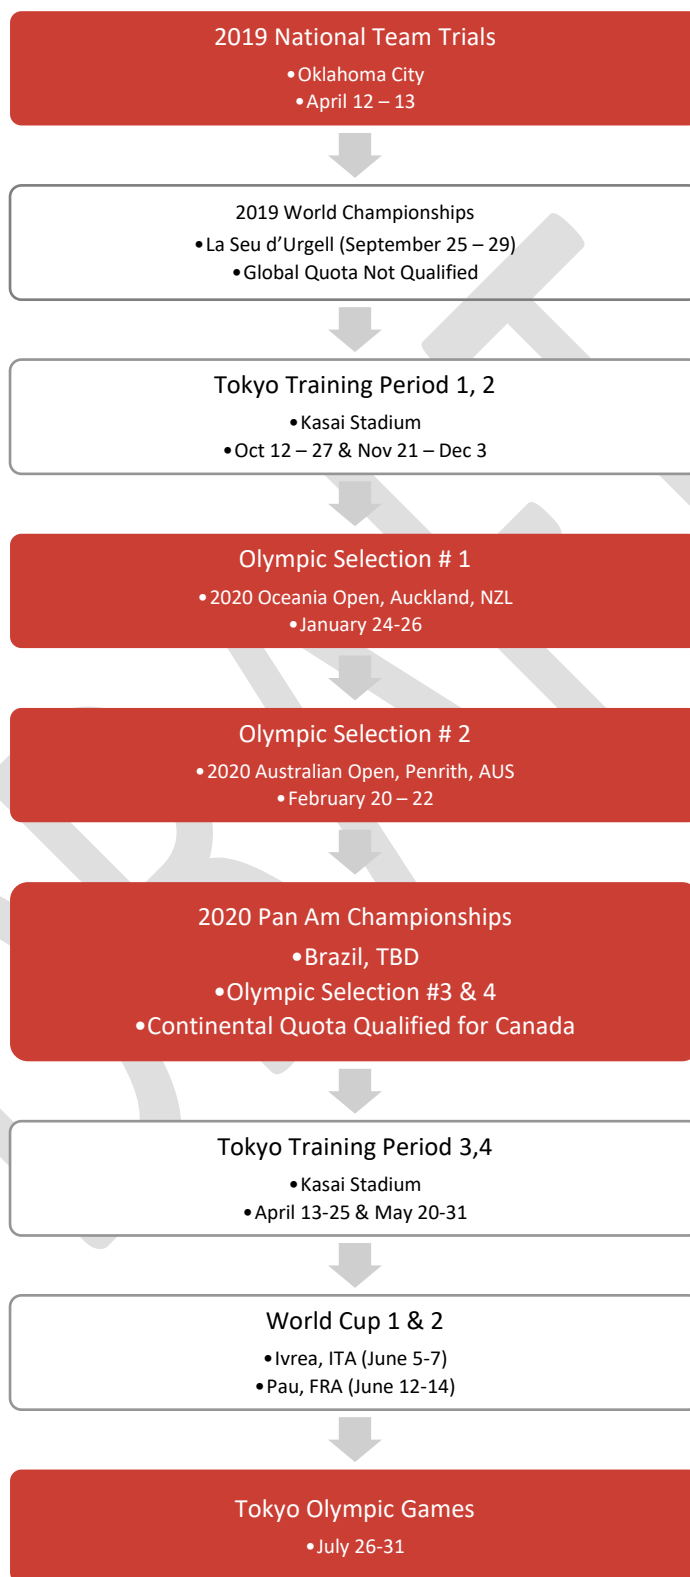 2019 National Team Trials
•Oklahoma City
•April 12 – 13
2019 World Championships
•La Seu d’Urgell (September 25 – 29)
•Global Quota Not Qualified
Tokyo Training Period 1, 2
•Kasai Stadium
•Oct 12 – 27 & Nov 21 – Dec 3
Olympic Selection # 1
•2020 Oceania Open, Auckland, NZL
•January 24-26
Olympic Selection # 2
•2020 Australian Open, Penrith, AUS
•February 20 – 22
2020 Pan Am Championships
•Brazil, TBD
•Olympic Selection #3 & 4
•Continental Quota Qualified for Canada
Tokyo Training Period 3,4
•Kasai Stadium
•April 13-25 & May 20-31
World Cup 1 & 2
•Ivrea, ITA (June 5-7)
•Pau, FRA (June 12-14)
Tokyo Olympic Games
•July 26-31